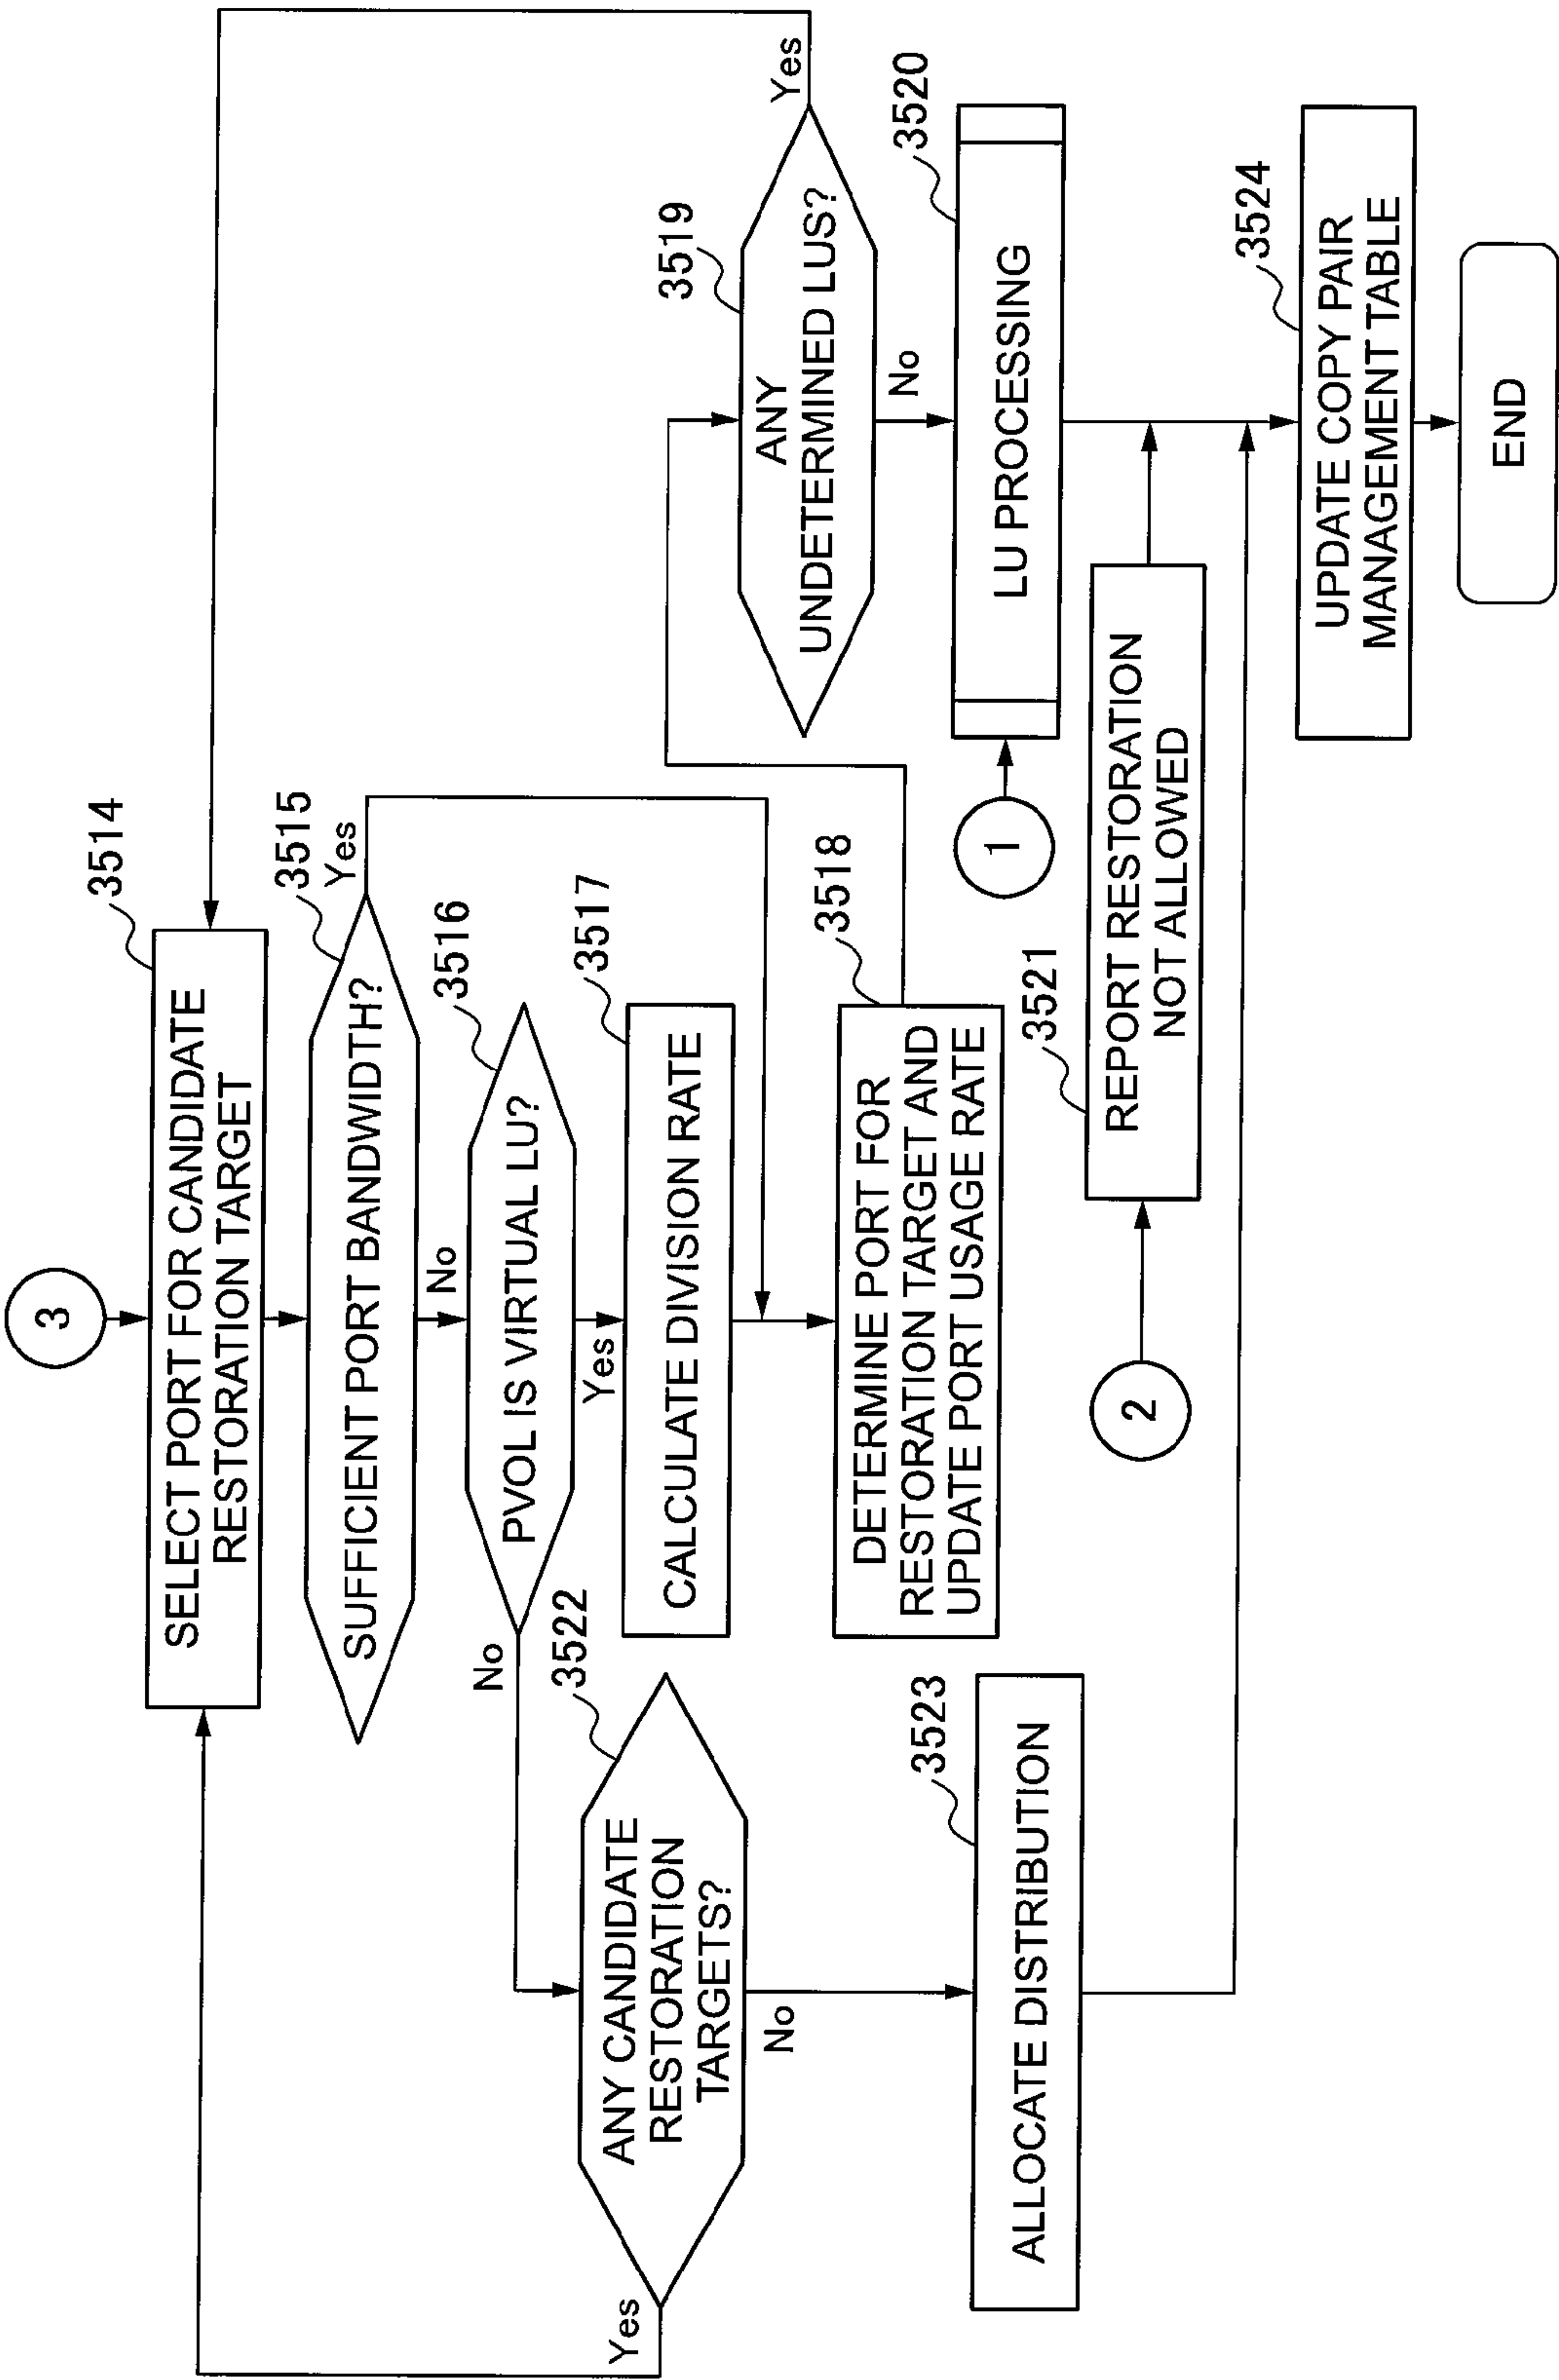 3
3514
SELECT PORT FOR CANDIDATE
RESTORATION TARGET
3515
SUFFICIENT PORT BANDWIDTH?
Yes
No
3516
PVOL IS VIRTUAL LU?
No
Yes
3517
CALCULATE DIVISION RATE
3518
DETERMINE PORT FOR
RESTORATION TARGET AND
UPDATE PORT USAGE RATE
3522
ANY CANDIDATE
RESTORATION
TARGETS?
Yes
No
3523
ALLOCATE DISTRIBUTION
3519
ANY
UNDETERMINED LUS?
Yes
No
3520
LU PROCESSING
1
3521
REPORT RESTORATION
NOT ALLOWED
2
3524
UPDATE COPY PAIR
MANAGEMENT TABLE
END